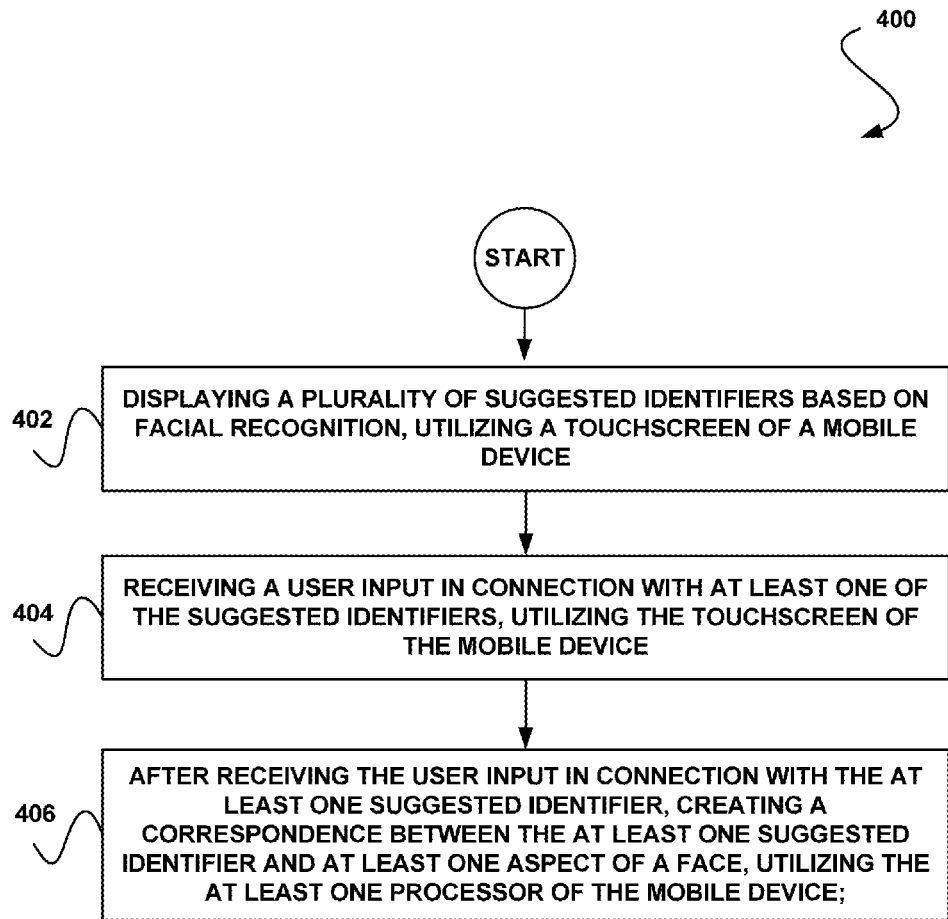 400
START
402
DISPLAYING A PLURALITY OF SUGGESTED IDENTIFIERS BASED ON
FACIAL RECOGNITION, UTILIZING A TOUCHSCREEN OF A MOBILE
DEVICE
404
RECEIVING A USER INPUT IN CONNECTION WITH AT LEAST ONE OF
THE SUGGESTED IDENTIFIERS, UTILIZING THE TOUCHSCREEN OF
THE MOBILE DEVICE
406
AFTER RECEIVING THE USER INPUT IN CONNECTION WITH THE AT
LEAST ONE SUGGESTED IDENTIFIER, CREATING A
CORRESPONDENCE BETWEEN THE AT LEAST ONE SUGGESTED
IDENTIFIER AND AT LEAST ONE ASPECT OF A FACE, UTILIZING THE
AT LEAST ONE PROCESSOR OF THE MOBILE DEVICE;